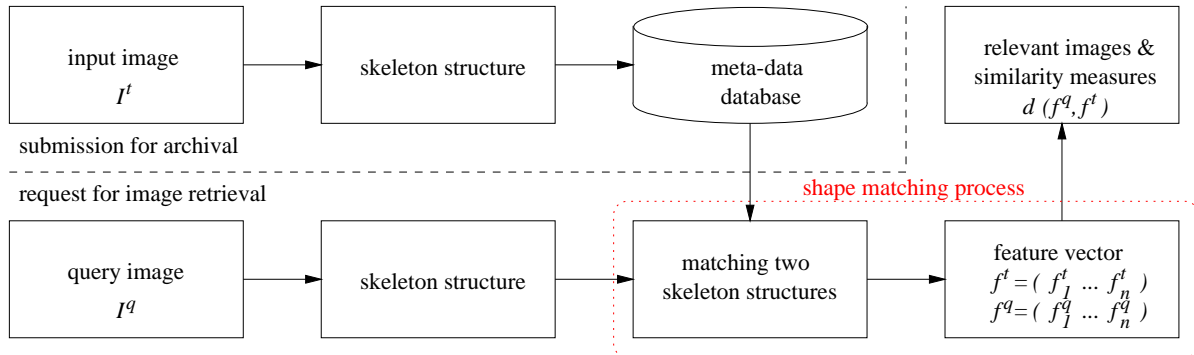 input image
I^t
skeleton structure
meta-data
database
relevant images &
similarity measures
d (f^q, f^t)
submission for archival
request for image retrieval
shape matching process
query image
I^q
skeleton structure
matching two
skeleton structures
feature vector
f^t = ( f_1^t ... f_n^t )
f^q = ( f_1^q ... f_n^q )